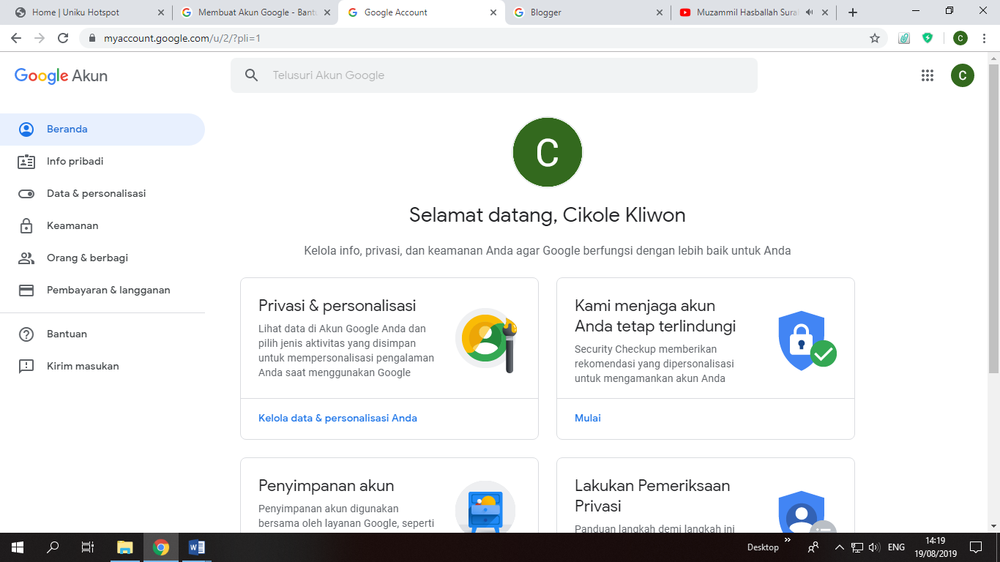 Home | Uniku Hotspot
Membuat Akun Google - Bantu
Google Account
Blogger
Muzammil Hasballah Sura
myaccount.google.com/u/2/?pli=1
C
Google Akun
Telusuri Akun Google
C
Beranda
Info pribadi
Data & personalisasi
Keamanan
Orang & berbagi
Pembayaran & langganan
Bantuan
Kirim masukan
C
Selamat datang, Cikole Kliwon
Kelola info, privasi, dan keamanan Anda agar Google berfungsi dengan lebih baik untuk Anda
Privasi & personalisasi
Lihat data di Akun Google Anda dan
pilih jenis aktivitas yang disimpan
untuk mempersonalisasi pengalaman
Anda saat menggunakan Google
Kelola data & personalisasi Anda
Kami menjaga akun
Anda tetap terlindungi
Security Checkup memberikan
rekomendasi yang dipersonalisasi
untuk mengamankan akun Anda
Mulai
Penyimpanan akun
Penyimpanan akun digunakan
bersama oleh layanan Google, seperti
Lakukan Pemeriksaan
Privasi
Panduan langkah demi langkah ini
Desktop
ENG
14:19
19/08/2019